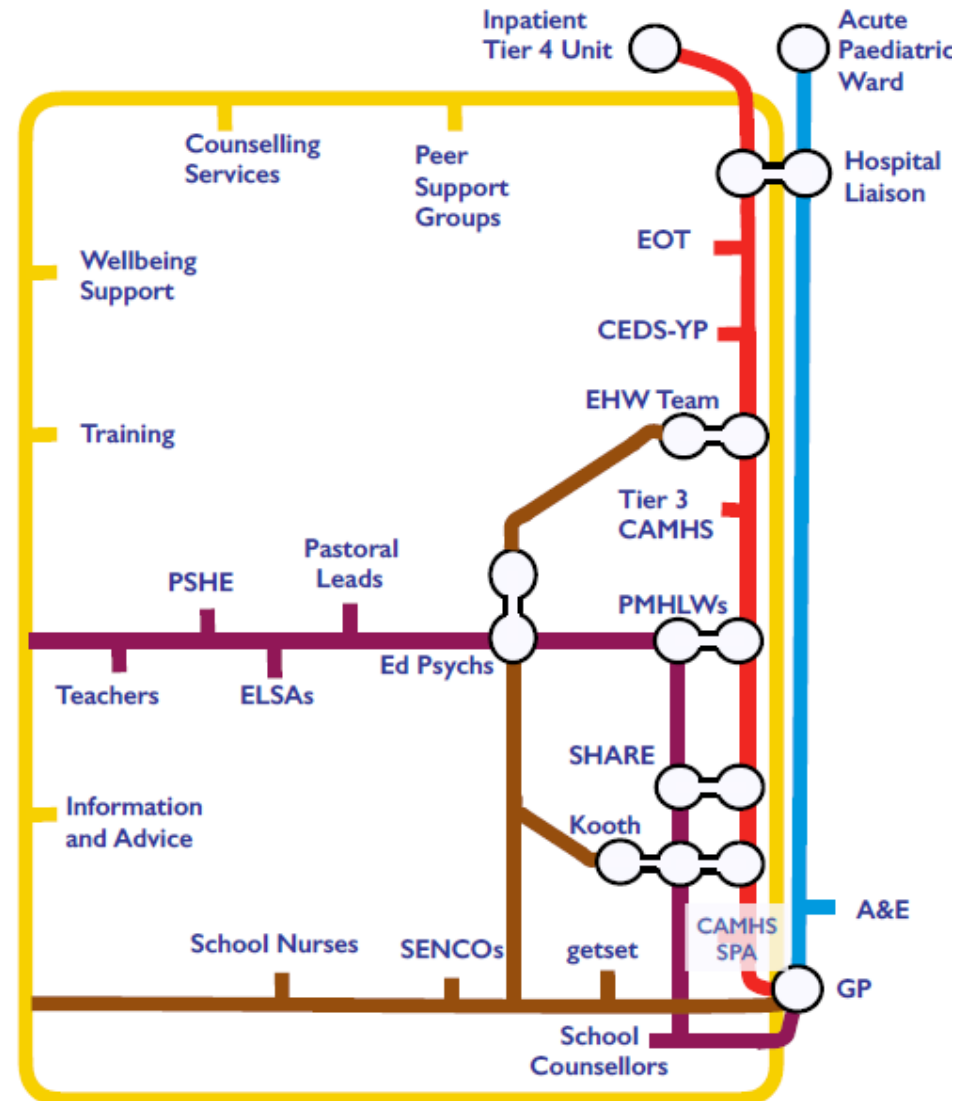 Inpatient
Tier 4 Unit
Acute
Paediatric
Ward
Counselling
Services
Peer
Support
Groups
Hospital
Liaison
EOT
Wellbeing
Support
CEDS-YP
EHW Team
Training
Tier 3
CAMHS
Pastoral
Leads
PSHE
PMHLWs
Ed Psychs
Teachers
ELSAs
SHARE
Information
and Advice
Kooth
A&E
CAMHS
SPA
School Nurses
SENCOs
getset
GP
School
Counsellors